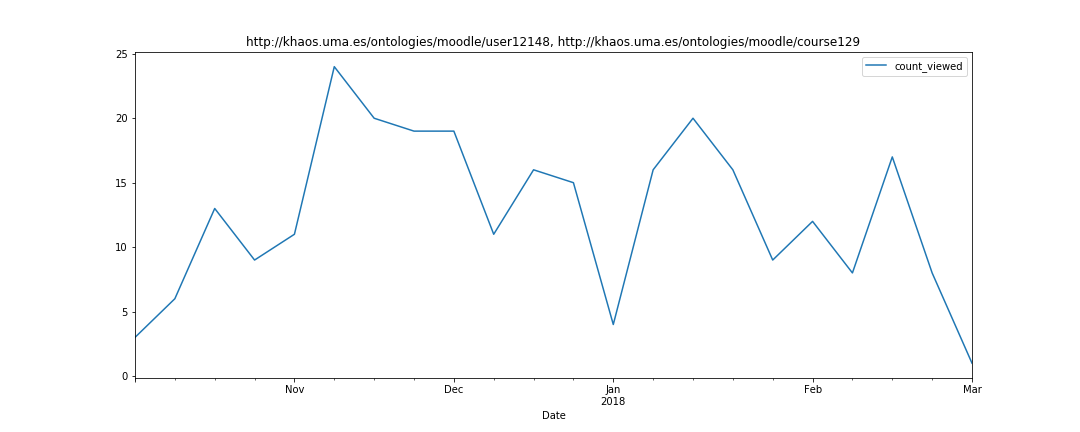 http://khaos.uma.es/ontologies/moodle/user12148, http://khaos.uma.es/ontologies/moodle/course129
count_viewed
25
20
15
10
5
0
Nov
Dec
Jan
2018
Feb
Mar
Date